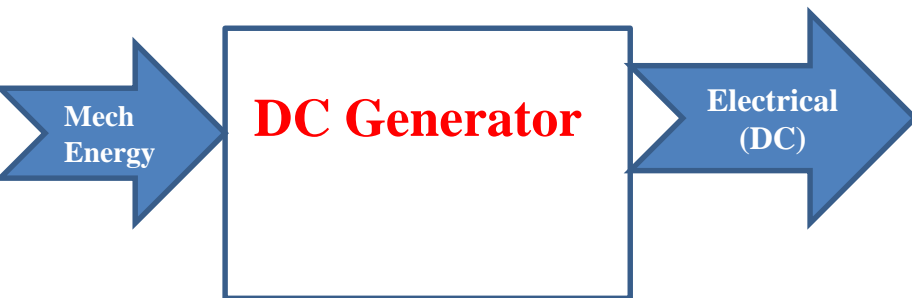 Mech
Energy
DC Generator
Electrical
(DC)